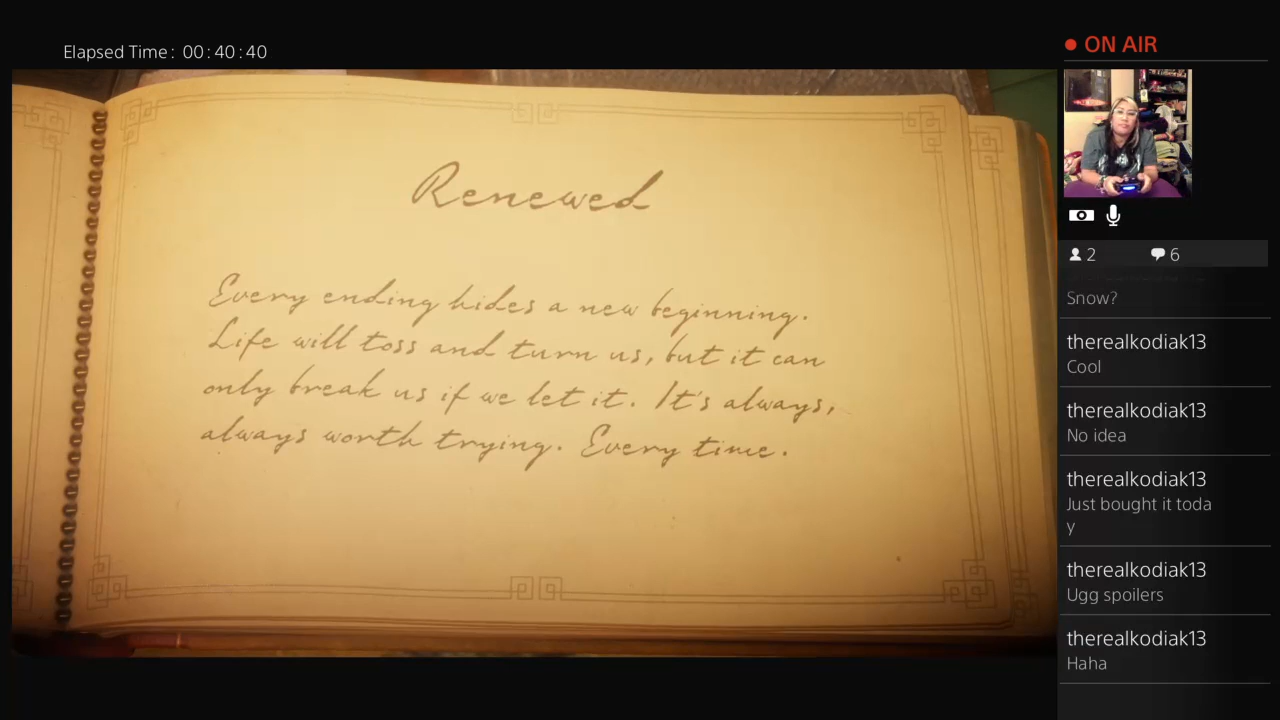 Elapsed Time: 00:40:40
Renewed
Every ending hides a new beginning.
Life will toss and turn us, but it can
only break us if we let it. It's always,
always worth trying. Every time.
ON AIR
2 6
Snow?
therealkodiak13
Cool
therealkodiak13
No idea
therealkodiak13
Just bought it toda
y
therealkodiak13
Ugg spoilers
therealkodiak13
Haha